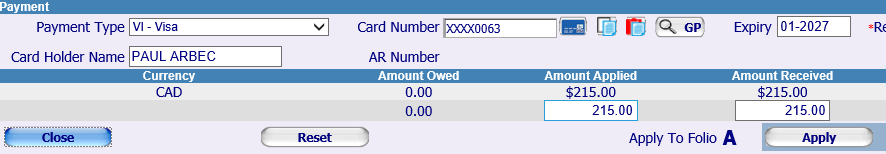 Payment
Payment Type VI - Visa Card Number XXXX0063 GP Expiry 01-2027 *Re
Card Holder Name PAUL ARBEC AR Number
Currency Amount Owed Amount Applied Amount Received
CAD 0.00 $215.00 $215.00
0.00 215.00 215.00
Close Reset Apply To Folio A Apply